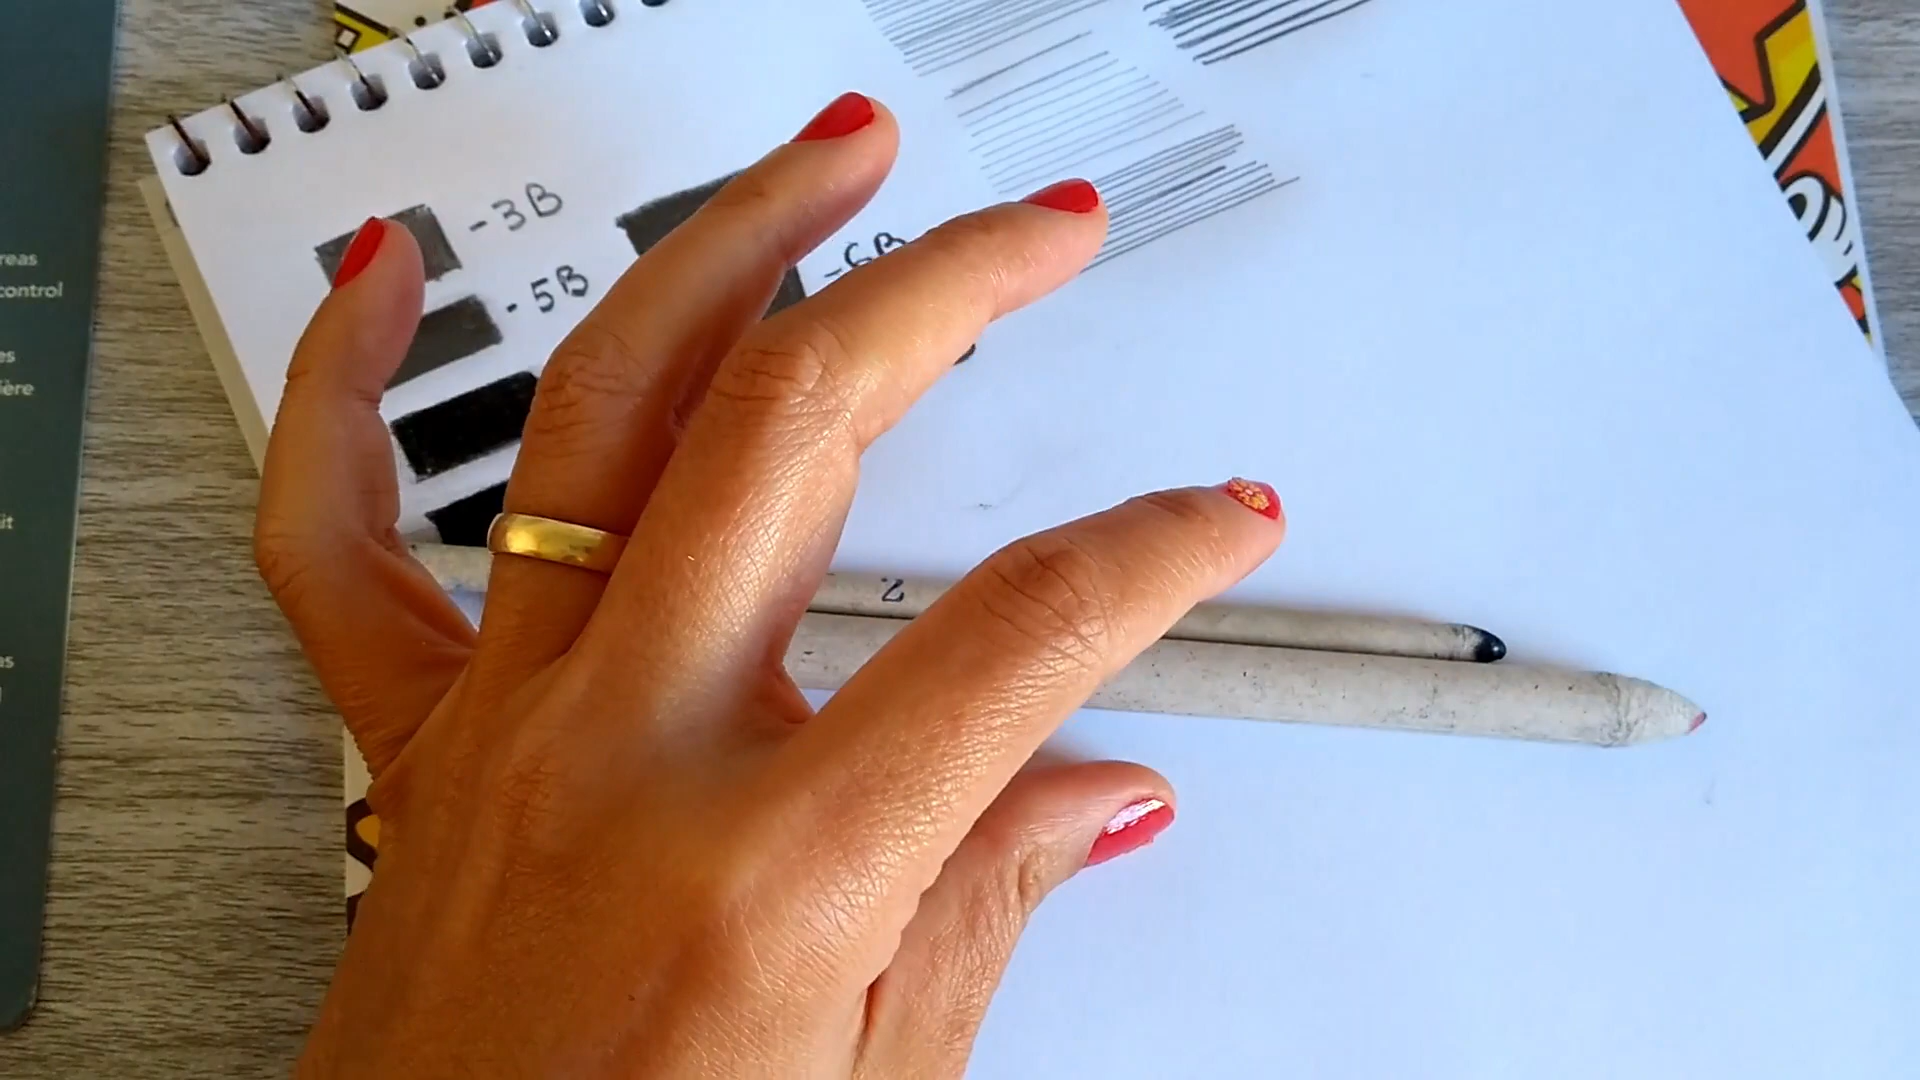 -3B
-5B
-6B
2
reas
control
es
ière
it
as